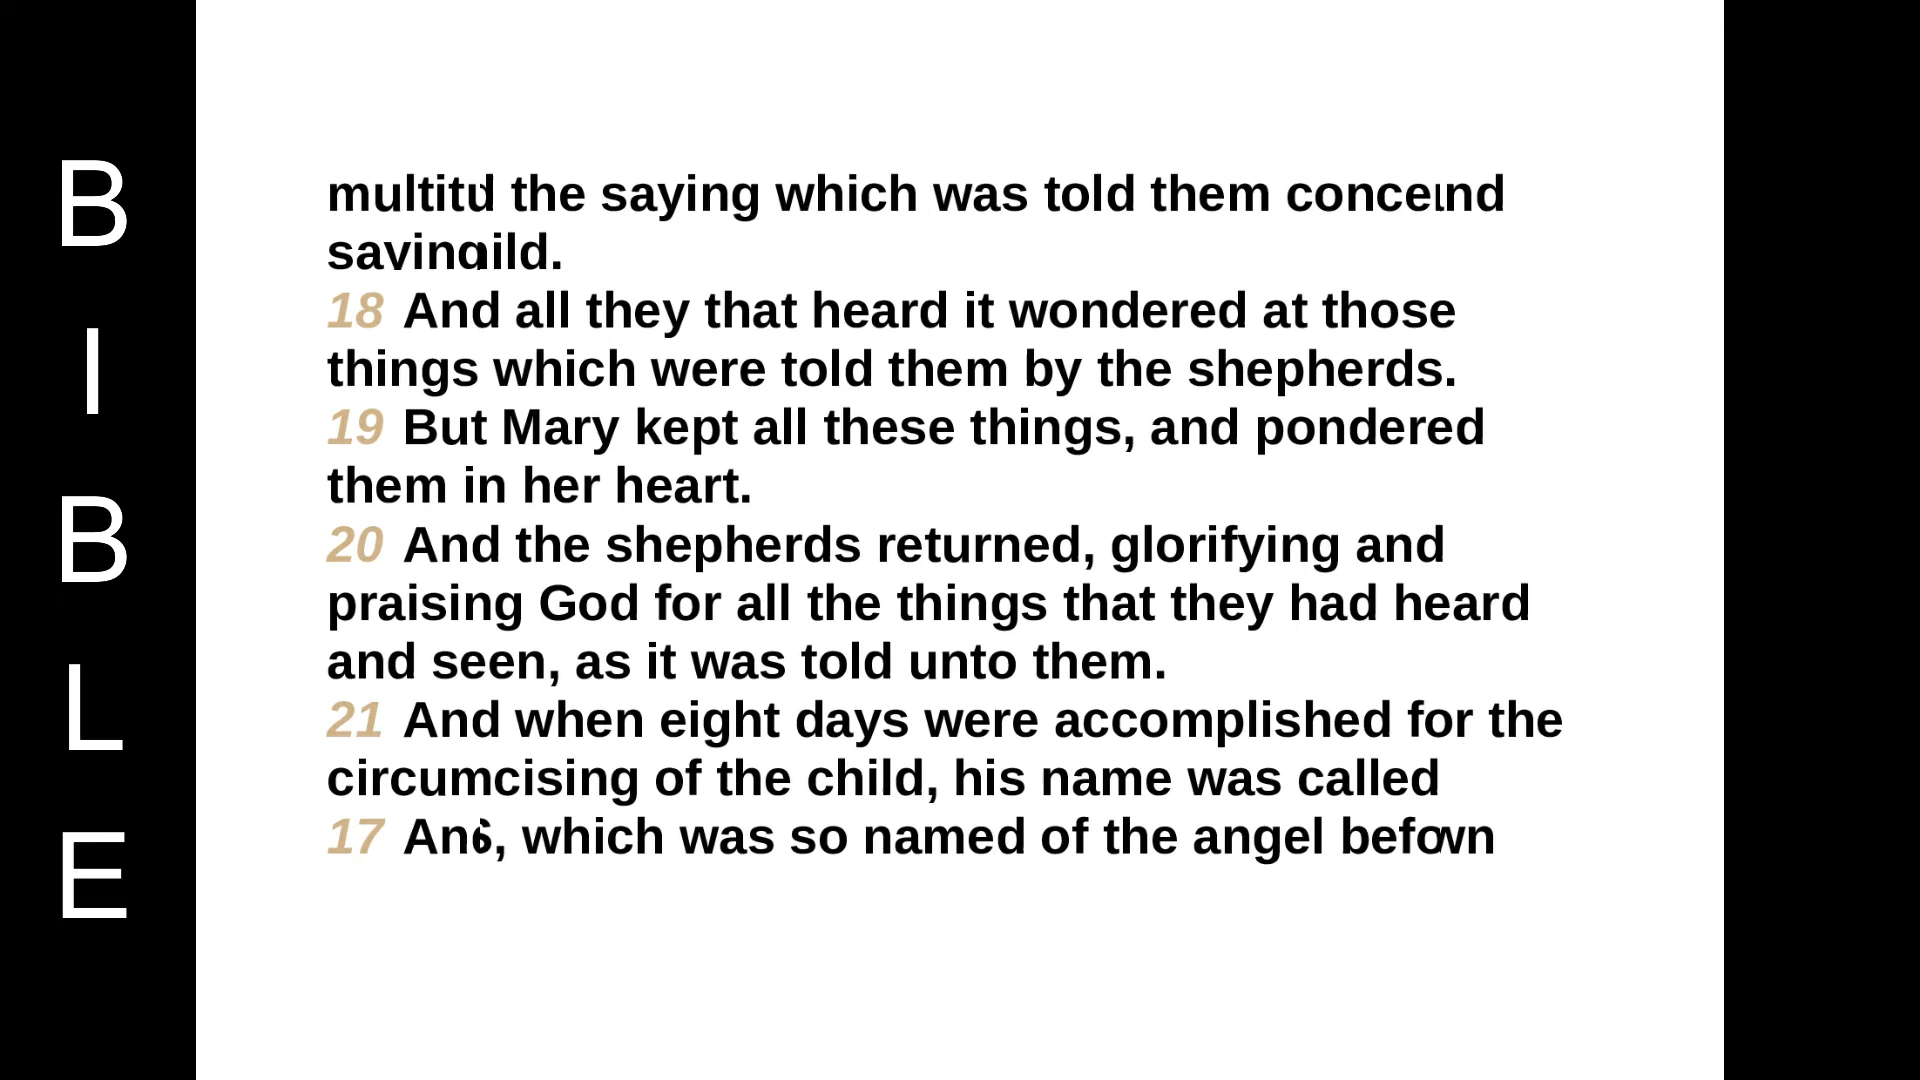 BIBLE
the saying which was told them
18 And all they that heard it wondered at those
things which were told them by the shepherds.
19 But Mary kept all these things, and pondered
them in her heart.
20 And the shepherds returned, glorifying and
praising God for all the things that they had heard
and seen, as it was told unto them.
21 And when eight days were accomplished for the
circumcising of the child, his name was called
17 which was so named of the angel